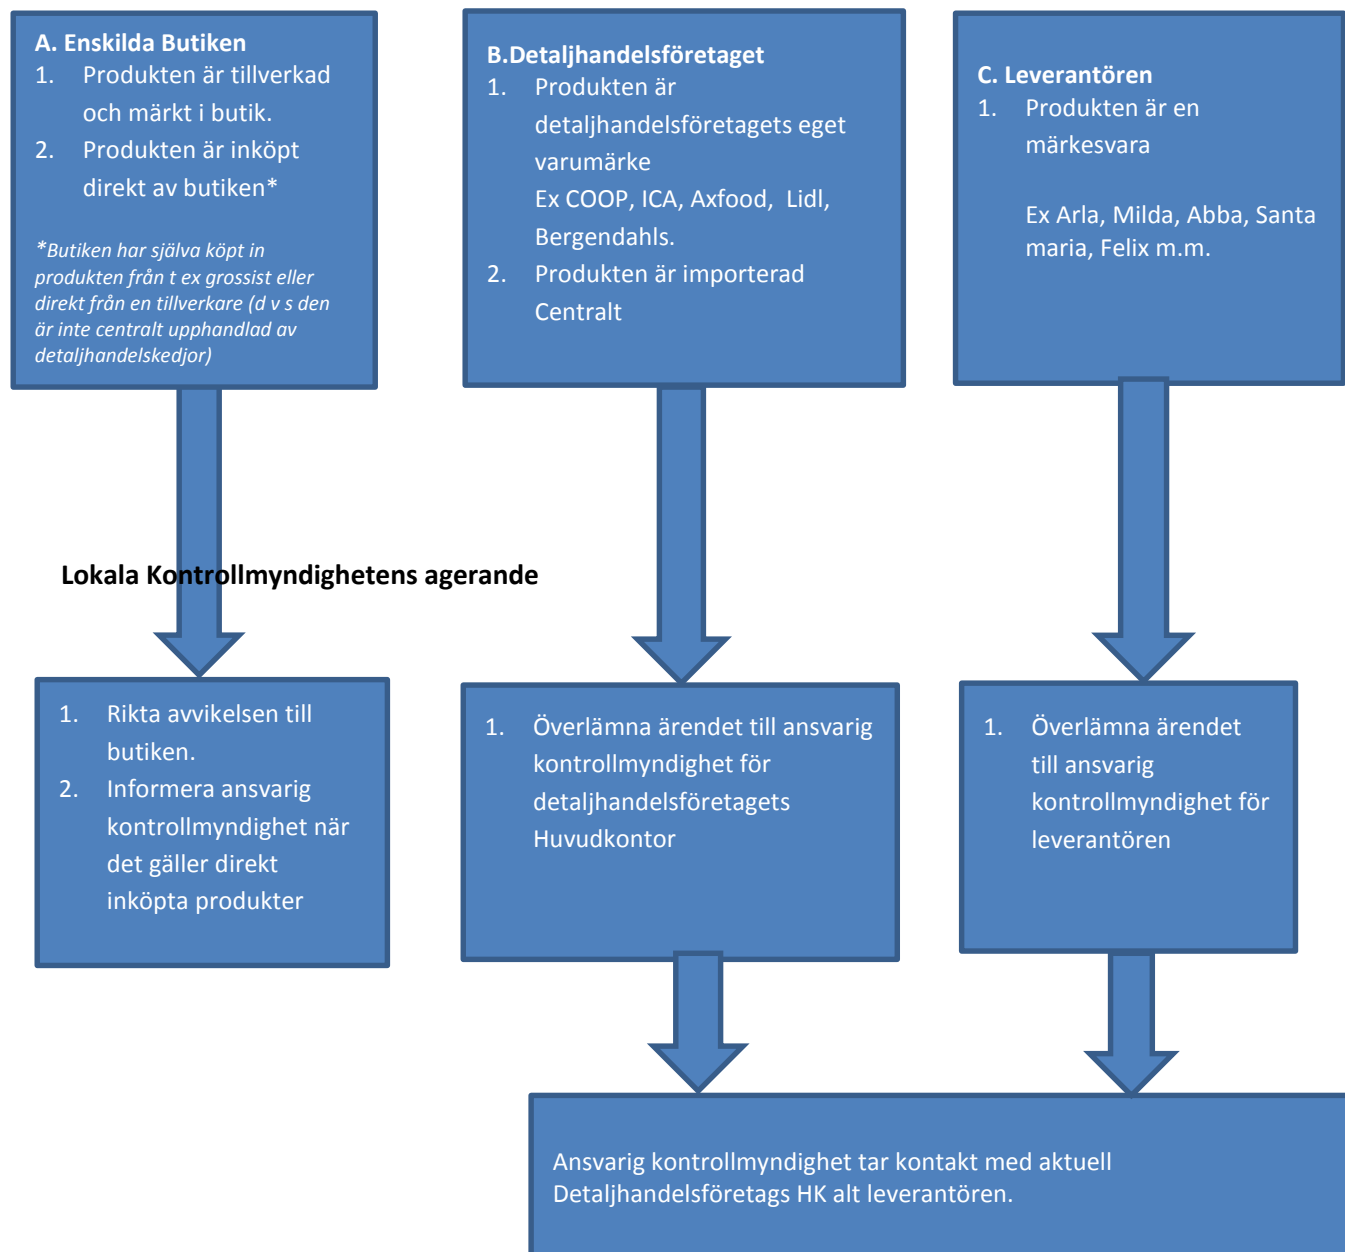 A. Enskilda Butiken
1. Produkten är tillverkad
och märkt i butik.
2. Produkten är inköpt
direkt av butiken*
*Butiken har själva köpt in
produkten från t ex grossist eller
direkt från en tillverkare (d v s den
är inte centralt upphandlad av
detaljhandelskedjor)
B.Detaljhandelsföretaget
1. Produkten är
detaljhandelsföretagets eget
varumärke
Ex COOP, ICA, Axfood, Lidl,
Bergendahls.
2. Produkten är importerad
Centralt
C. Leverantören
1. Produkten är en
märkesvara
Ex Arla, Milda, Abba, Santa
maria, Felix m.m.
Lokala Kontrollmyndighetens agerande
1. Rikta avvikelsen till
butiken.
2. Informera ansvarig
kontrollmyndighet när
det gäller direkt
inköpta produkter
1. Överlämna ärendet till ansvarig
kontrollmyndighet för
detaljhandelsföretagets
Huvudkontor
1. Överlämna ärendet
till ansvarig
kontrollmyndighet för
leverantören
Ansvarig kontrollmyndighet tar kontakt med aktuell
Detaljhandelsföretags HK alt leverantören.